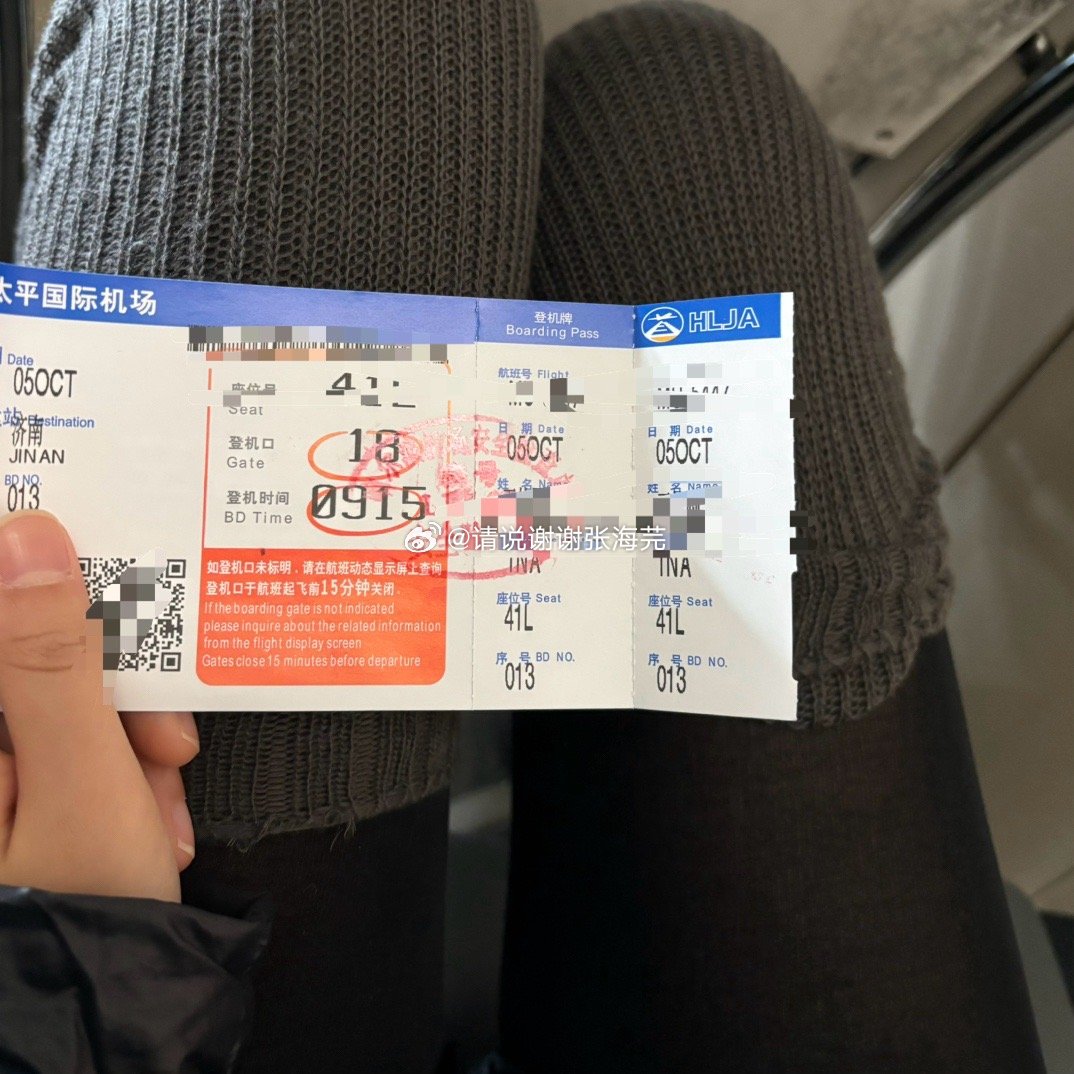 太平国际机场
登机牌
Boarding Pass
HLJA
Date
05OCT
站 Destination
济南
JINAN
BD NO.
013
座位号
Seat
41L
登机口
Gate
18
登机时间
BD Time
0915
如登机口未标明，请在航班动态显示屏上查询
登机口于航班起飞前15分钟关闭.
If the boarding gate is not indicated
please inquire about the related information
from the flight display screen
Gates close 15 minutes before departure
航班号 Flight
日 期 Date
05OCT
姓 名 Name
TNA
座位号 Seat
41L
序 号 BD NO.
013
日 期 Date
05OCT
姓 名 Name
TNA
座位号 Seat
41L
序 号 BD NO.
013
@请说谢谢张海芫